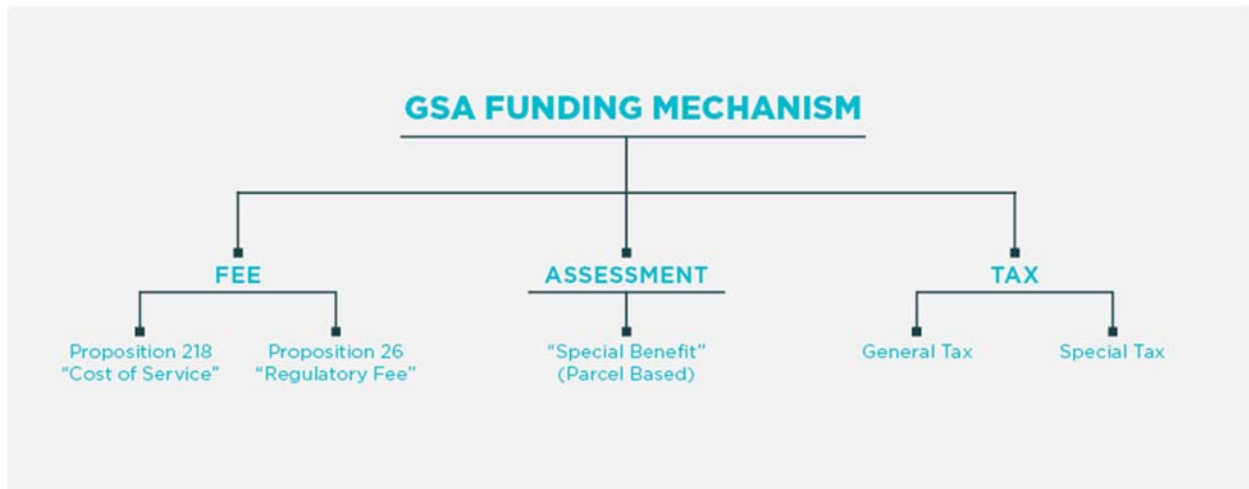 GSA FUNDING MECHANISM
FEE
ASSESSMENT
TAX
Proposition 218
“Cost of Service”
Proposition 26
“Regulatory Fee”
“Special Benefit”
(Parcel Based)
General Tax
Special Tax